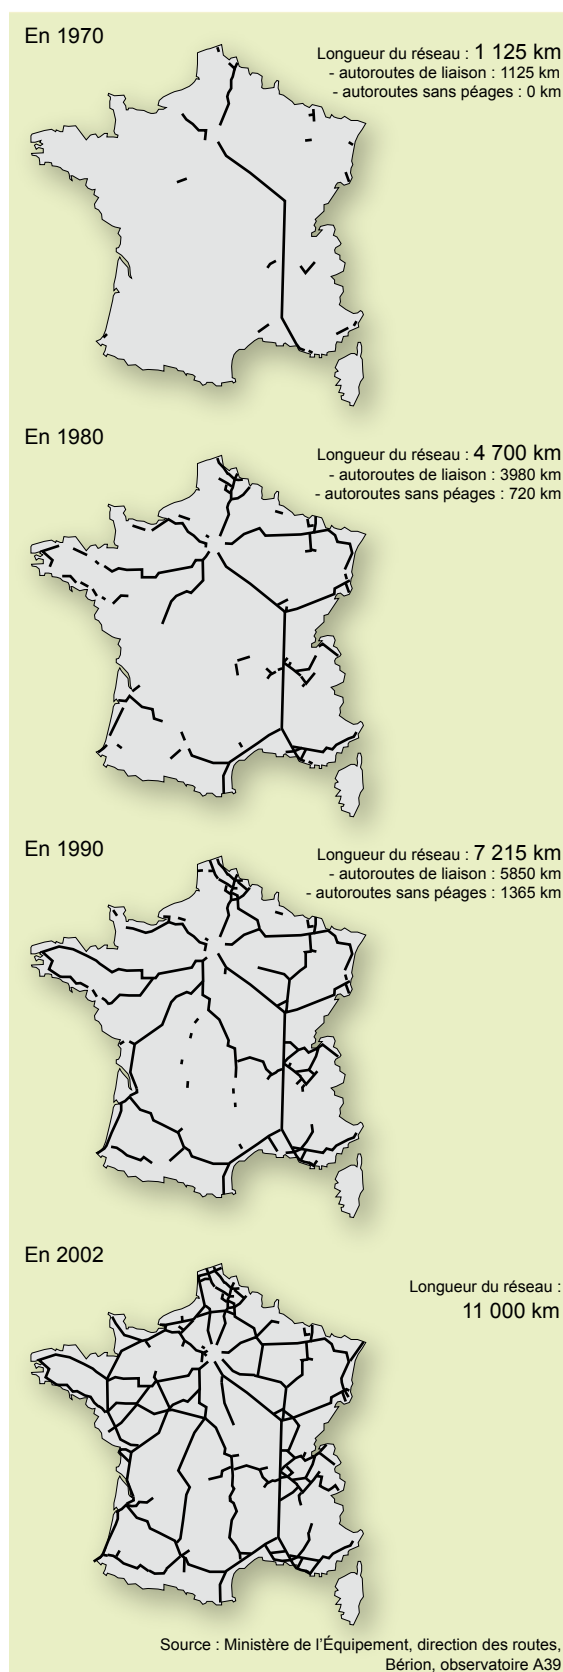 En 1970
Longueur du réseau : 1 125 km
- autoroutes de liaison : 1125 km
- autoroutes sans péages : 0 km
En 1980
Longueur du réseau : 4 700 km
- autoroutes de liaison : 3980 km
- autoroutes sans péages : 720 km
En 1990
Longueur du réseau : 7 215 km
- autoroutes de liaison : 5850 km
- autoroutes sans péages : 1365 km
En 2002
Longueur du réseau :
11 000 km
Source : Ministère de l'Équipement, direction des routes,
Bérion, observatoire A39